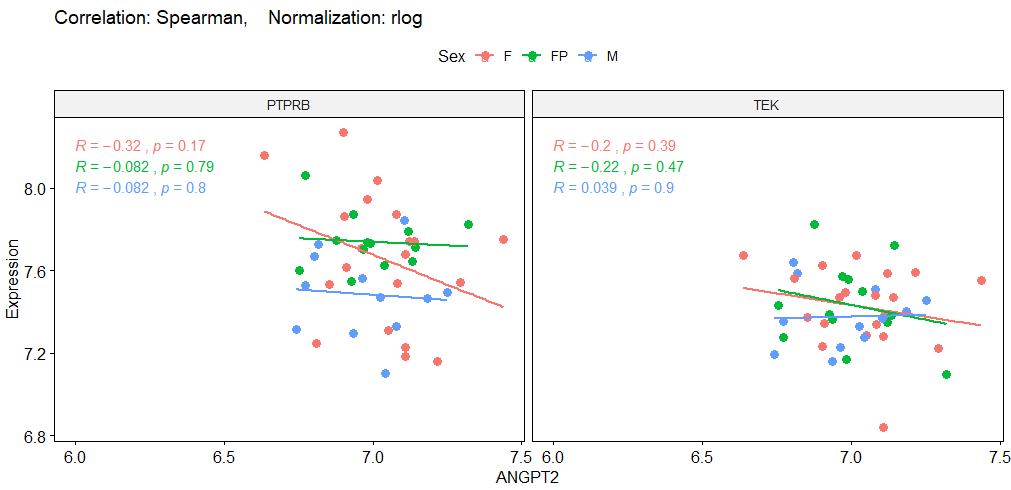 Correlation: Spearman,    Normalization: rlog
Sex F FP M
PTPRB TEK
R = −0.32 , p = 0.17
R = −0.082 , p = 0.79
R = −0.082 , p = 0.8
R = −0.2 , p = 0.39
R = −0.22 , p = 0.47
R = 0.039 , p = 0.9
Expression
8.0
7.6
7.2
6.8
6.0 6.5 7.0 7.5 6.0 6.5 7.0 7.5
ANGPT2